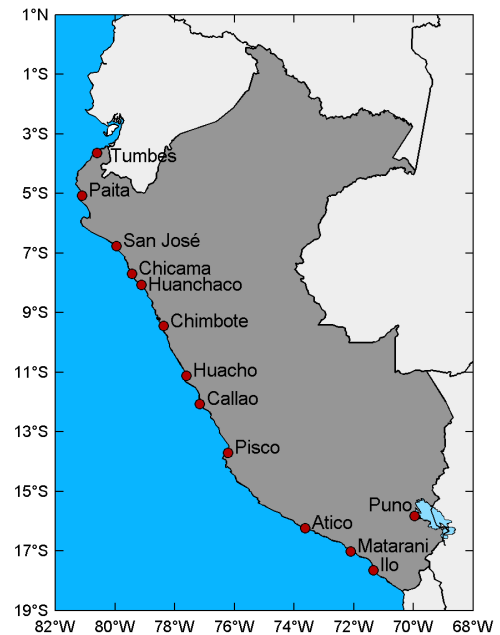 1°N
1°S
3°S
Tumbes
5°S
Paita
San José
7°S
Chicama
Huanchaco
9°S
Chimbote
11°S
Huacho
Callao
13°S
Pisco
15°S
Puno
Atico
17°S
Matarani
Ilo
19°S
82°W 80°W 78°W 76°W 74°W 72°W 70°W 68°W